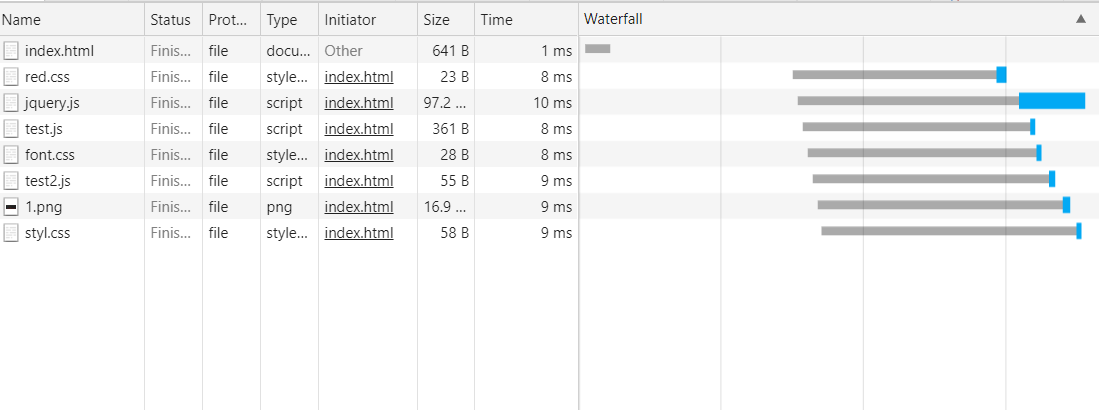 Name Status Prot... Type Initiator Size Time Waterfall
index.html Finis... file docu... Other 641 B 1 ms
red.css Finis... file style... index.html 23 B 8 ms
jquery.js Finis... file script index.html 97.2 ... 10 ms
test.js Finis... file script index.html 361 B 8 ms
font.css Finis... file style... index.html 28 B 8 ms
test2.js Finis... file script index.html 55 B 9 ms
1.png Finis... file png index.html 16.9 ... 9 ms
styl.css Finis... file style... index.html 58 B 9 ms